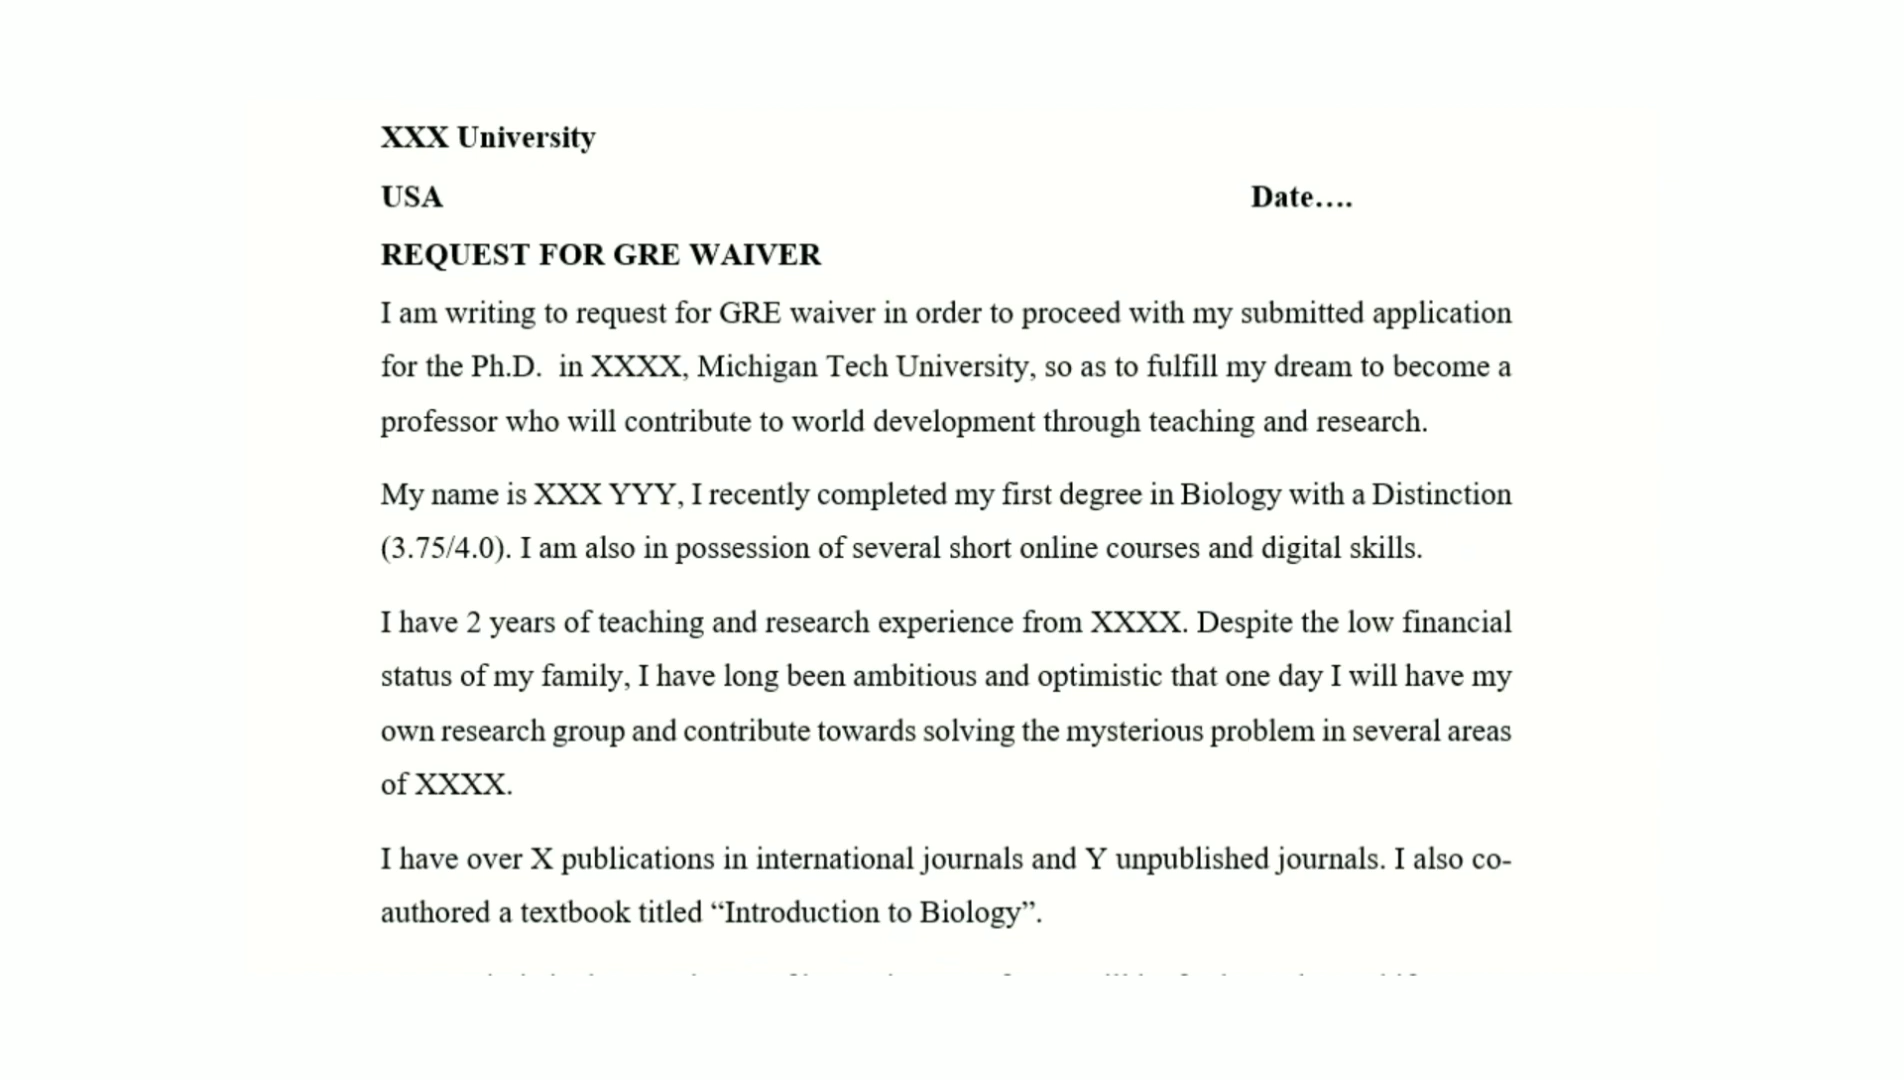 XXX University
USA Date….
REQUEST FOR GRE WAIVER
I am writing to request for GRE waiver in order to proceed with my submitted application
for the Ph.D.  in XXXX, Michigan Tech University, so as to fulfill my dream to become a
professor who will contribute to world development through teaching and research.
My name is XXX YYY, I recently completed my first degree in Biology with a Distinction
(3.75/4.0). I am also in possession of several short online courses and digital skills.
I have 2 years of teaching and research experience from XXXX. Despite the low financial
status of my family, I have long been ambitious and optimistic that one day I will have my
own research group and contribute towards solving the mysterious problem in several areas
of XXXX.
I have over X publications in international journals and Y unpublished journals. I also co-
authored a textbook titled “Introduction to Biology”.